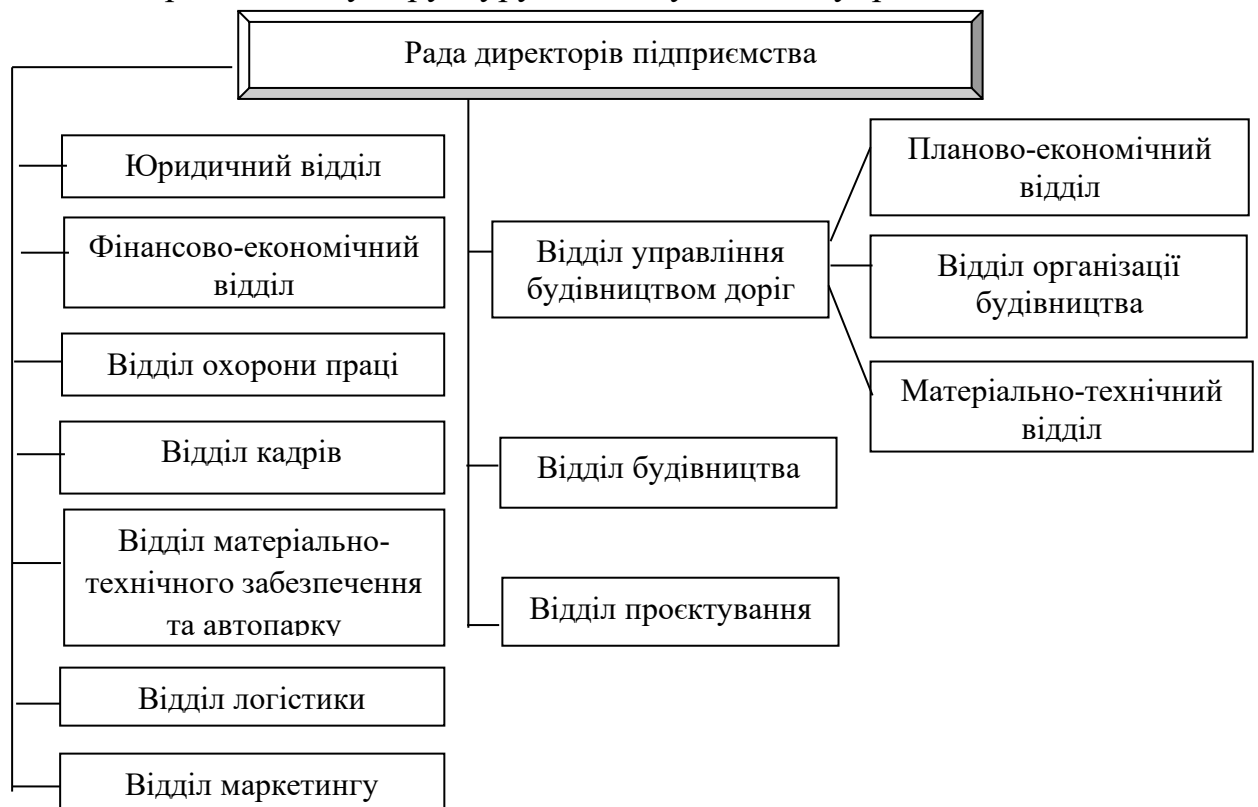 Рада директорів підприємства
Юридичний відділ
Фінансово-економічний
відділ
Відділ охорони праці
Відділ кадрів
Відділ матеріально-
технічного забезпечення
та автопарку
Відділ логістики
Відділ маркетингу
Відділ управління
будівництвом доріг
Відділ будівництва
Відділ проєктування
Планово-економічний
відділ
Відділ організації
будівництва
Матеріально-технічний
відділ